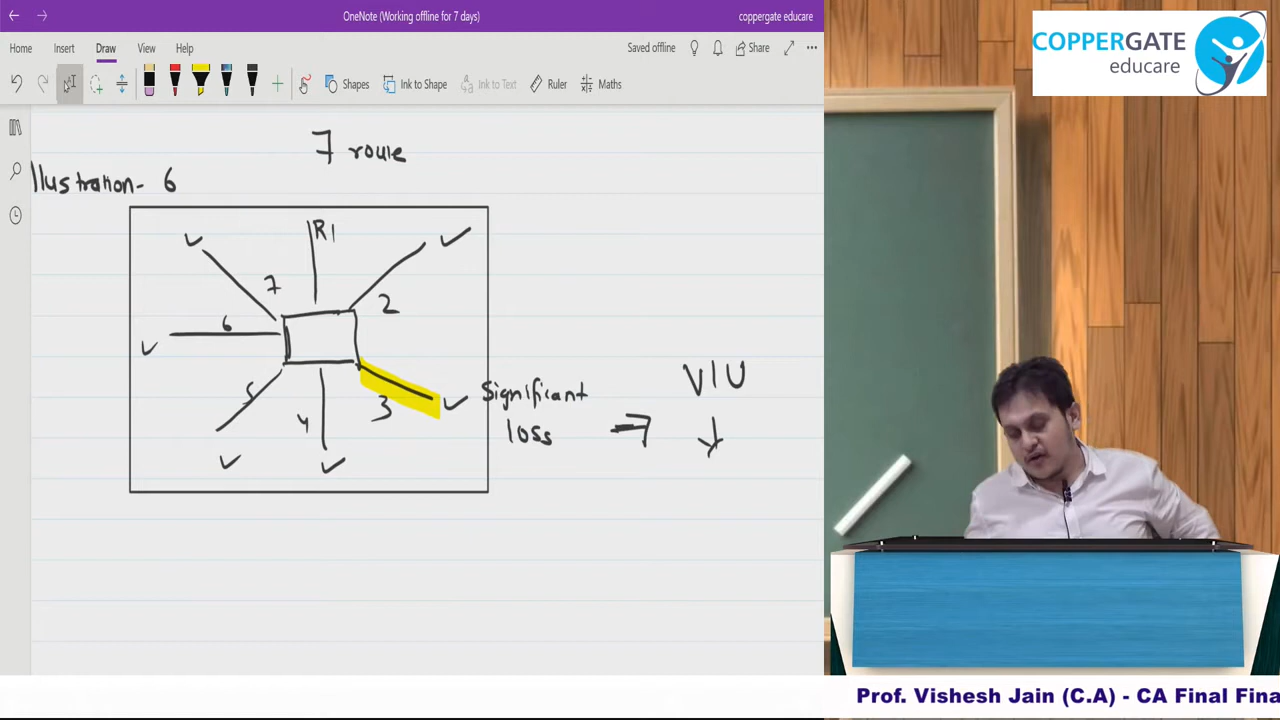 OneNote (Working offline for 7 days)
coppergate educare
Home Insert Draw View Help
Saved offline
Share
Shapes
Ink to Shape
Ink to Text
Ruler
Maths
COPPERGATE
educare
7 route
Illustration- 6
R1
7
2
6
5
4
3
Significant
loss
VIU
Prof. Vishesh Jain (C.A) - CA Final Fina